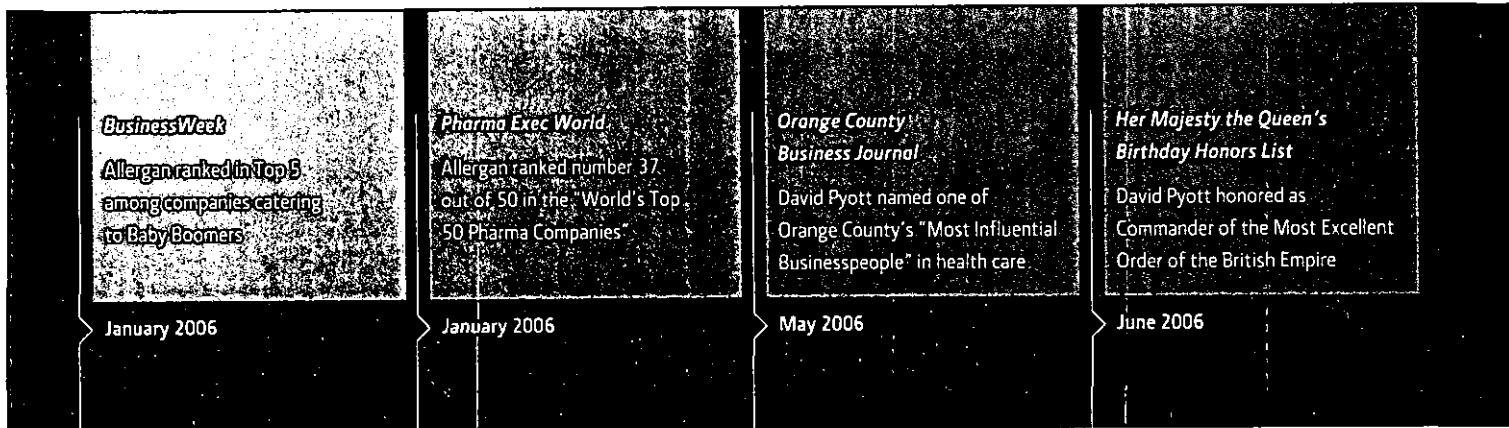 BusinessWeek
Allergan ranked in Top 5
among companies catering
to Baby Boomers
January 2006
Pharma Exec World
Allergan ranked number 37
out of 50 in the "World's Top
50 Pharma Companies"
January 2006
Orange County
Business Journal
David Pyott named one of
Orange County's "Most Influential
Businesspeople" in health care
May 2006
Her Majesty the Queen's
Birthday Honors List
David Pyott honored as
Commander of the Most Excellent
Order of the British Empire
June 2006